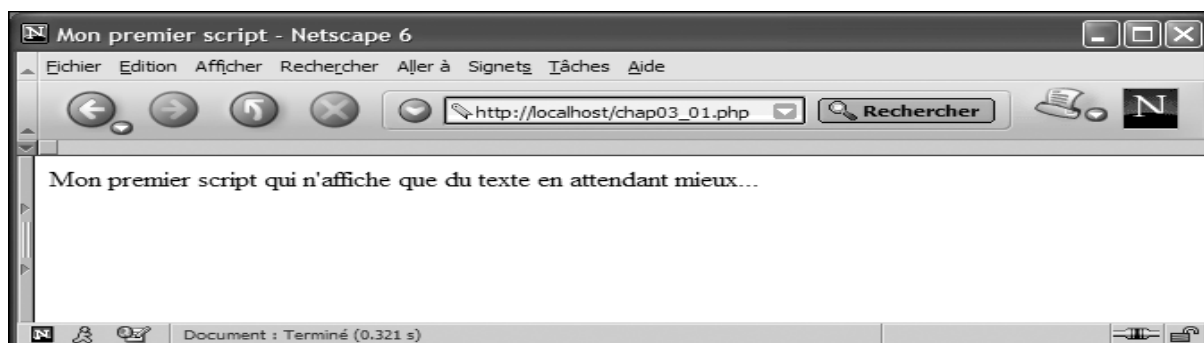 N Mon premier script - Netscape 6
Fichier Edition Afficher Rechercher Aller à Signets Tâches Aide
http://localhost/chap03_01.php Rechercher N
Mon premier script qui n'affiche que du texte en attendant mieux...
N Document : Terminé (0.321 s)